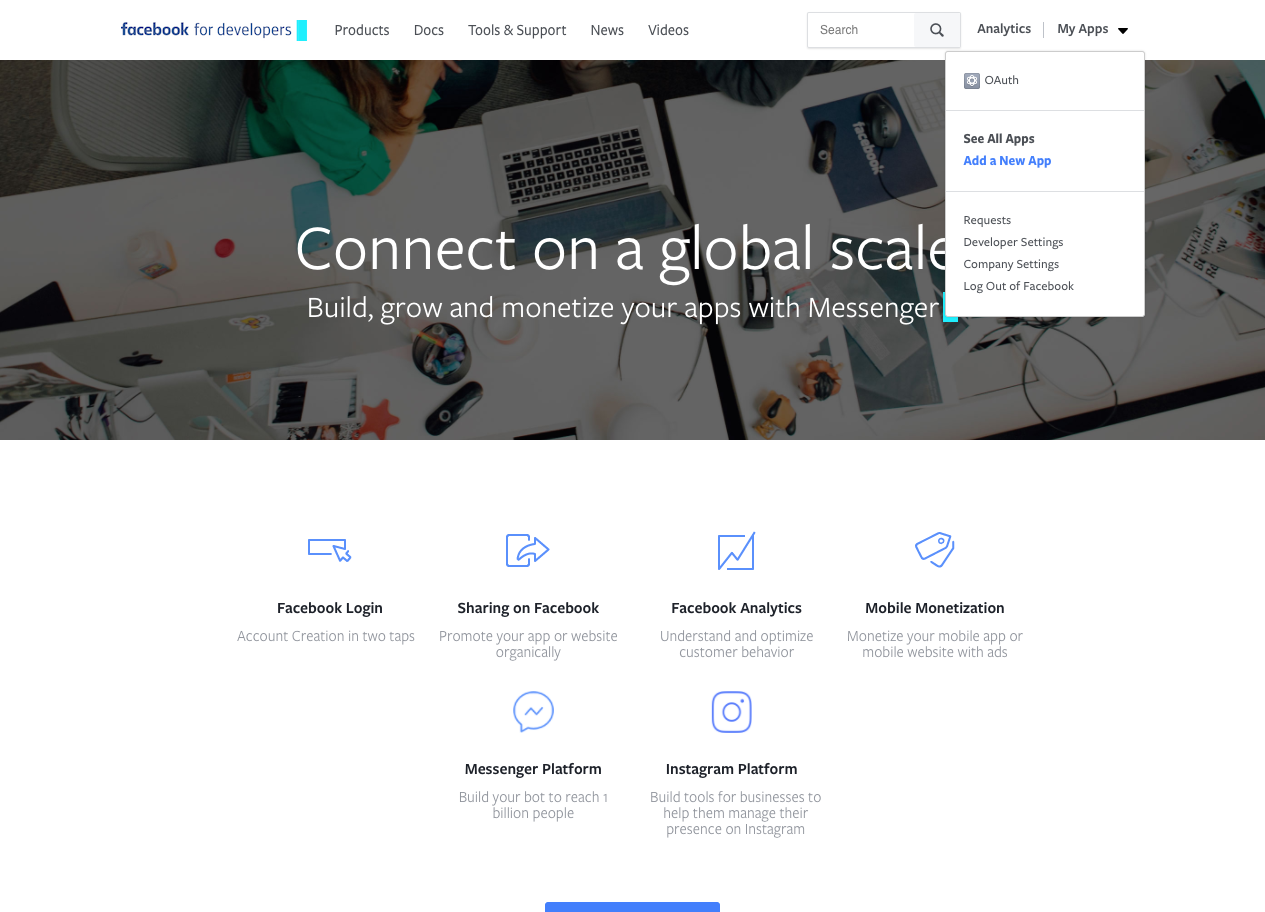 facebook for developers
Products Docs Tools & Support News Videos
Search
Analytics My Apps
OAuth
See All Apps
Add a New App
Requests
Developer Settings
Company Settings
Log Out of Facebook
facebook
Harvard
Business
Connect on a global scale
Build, grow and monetize your apps with Messenger
Facebook Login
Account Creation in two taps
Sharing on Facebook
Promote your app or website
organically
Facebook Analytics
Understand and optimize
customer behavior
Mobile Monetization
Monetize your mobile app or
mobile website with ads
Messenger Platform
Build your bot to reach 1
billion people
Instagram Platform
Build tools for businesses to
help them manage their
presence on Instagram